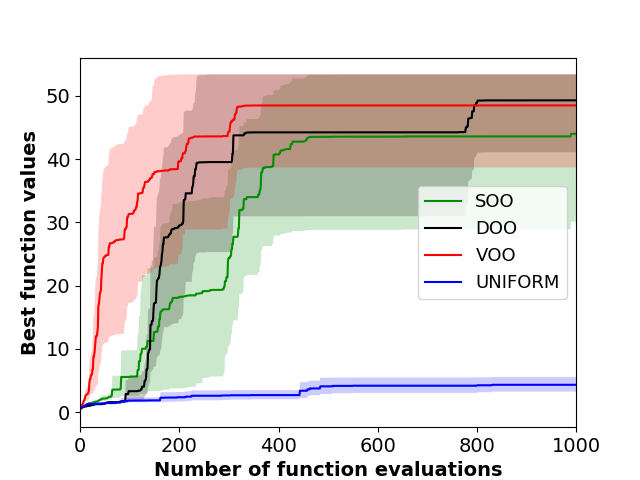 50
40
30
20
10
0
Best function values
SOO
DOO
VOO
UNIFORM
0 200 400 600 800 1000
Number of function evaluations